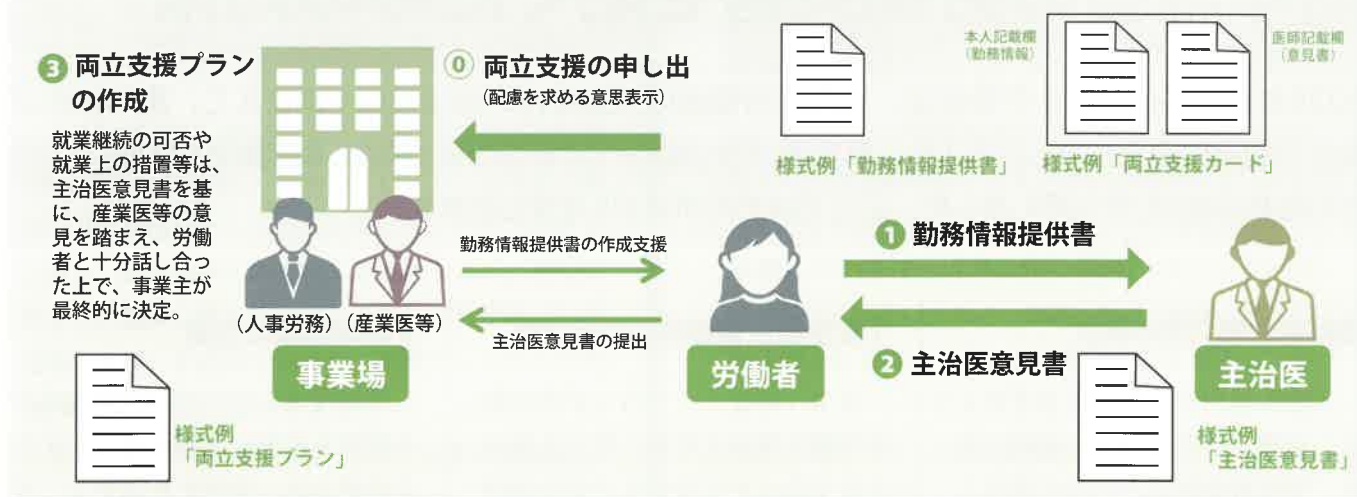 ❸ 両立支援プラン
の作成
就業継続の可否や
就業上の措置等は、
主治医意見書を基
に、産業医等の意
見を踏まえ、労働
者と十分話し合っ
た上で、事業主が
最終的に決定。
⓪ 両立支援の申し出
(配慮を求める意思表示)
本人記載欄
(勤務情報)
医師記載欄
(意見書)
様式例「勤務情報提供書」
様式例「両立支援カード」
勤務情報提供書の作成支援
❶ 勤務情報提供書
(人事労務)(産業医等)
主治医意見書の提出
❷ 主治医意見書
事業場
労働者
主治医
様式例
「両立支援プラン」
様式例
「主治医意見書」